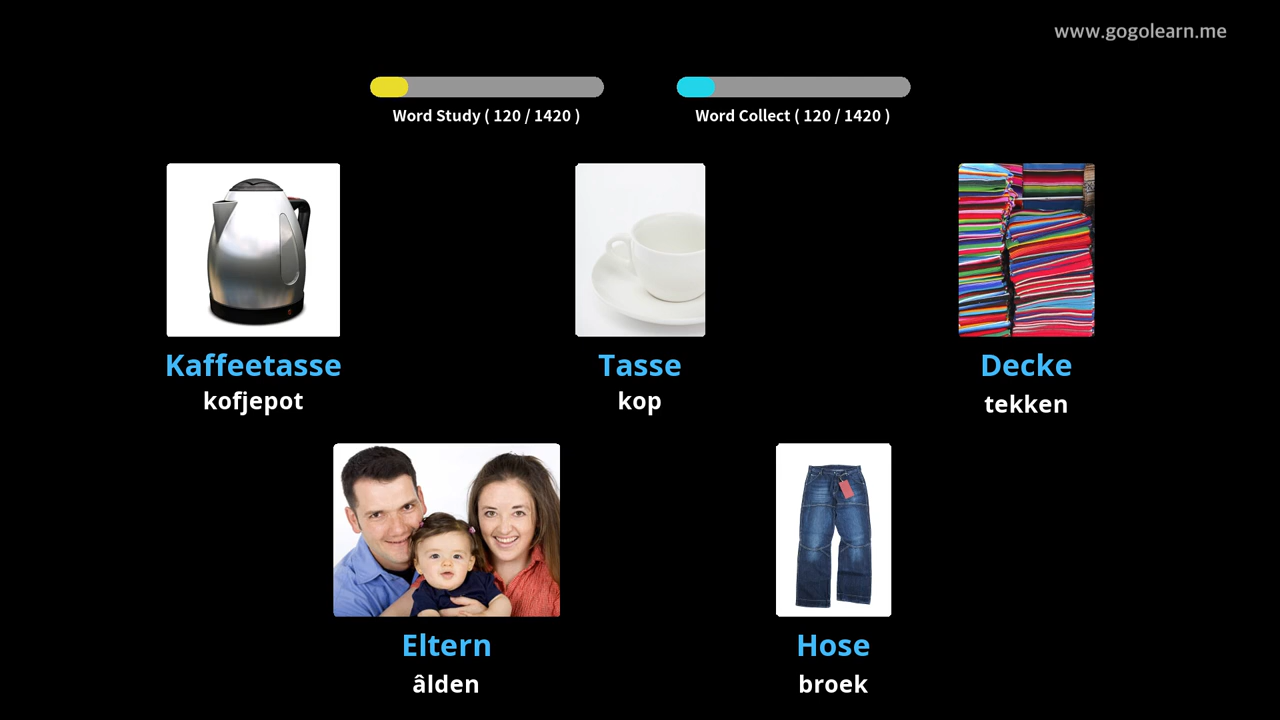 www.gogolearn.me
Word Study ( 120 / 1420 )
Word Collect ( 120 / 1420 )
Kaffeetasse
kofjepot
Tasse
kop
Decke
tekken
Eltern
âlden
Hose
broek